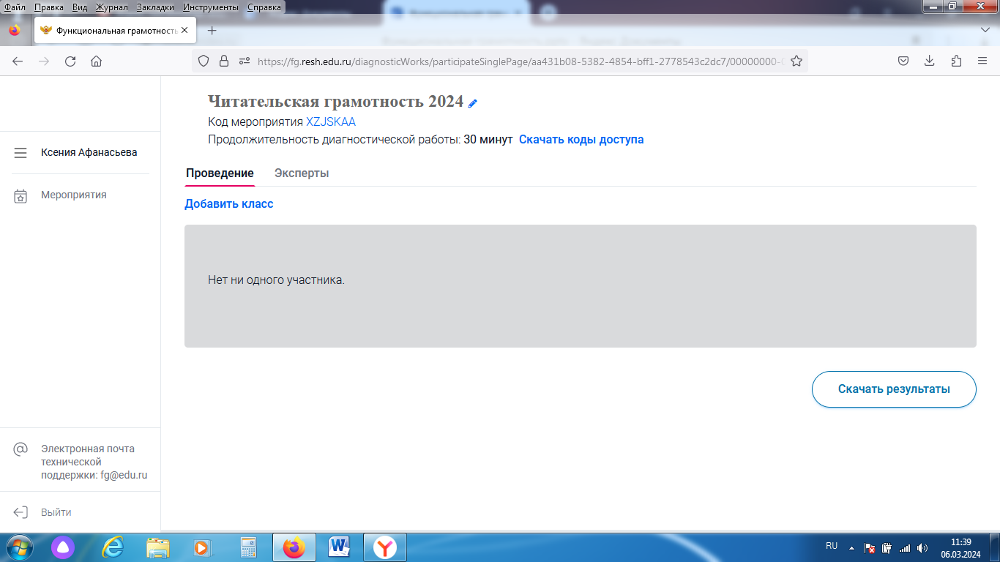 Файл Правка Вид Журнал Закладки Инструменты Справка
Функциональная грамотность
https://fg.resh.edu.ru/diagnosticWorks/participateSinglePage/aa431b08-5382-4854-bff1-2778543c2dc7/00000000-0
Читательская грамотность 2024
Код мероприятия XZJSKAA
Продолжительность диагностической работы: 30 минут Скачать коды доступа
Ксения Афанасьева
Мероприятия
Проведение Эксперты
Добавить класс
Нет ни одного участника.
Скачать результаты
Электронная почта
технической
поддержки: fg@edu.ru
Выйти
RU
11:39
06.03.2024